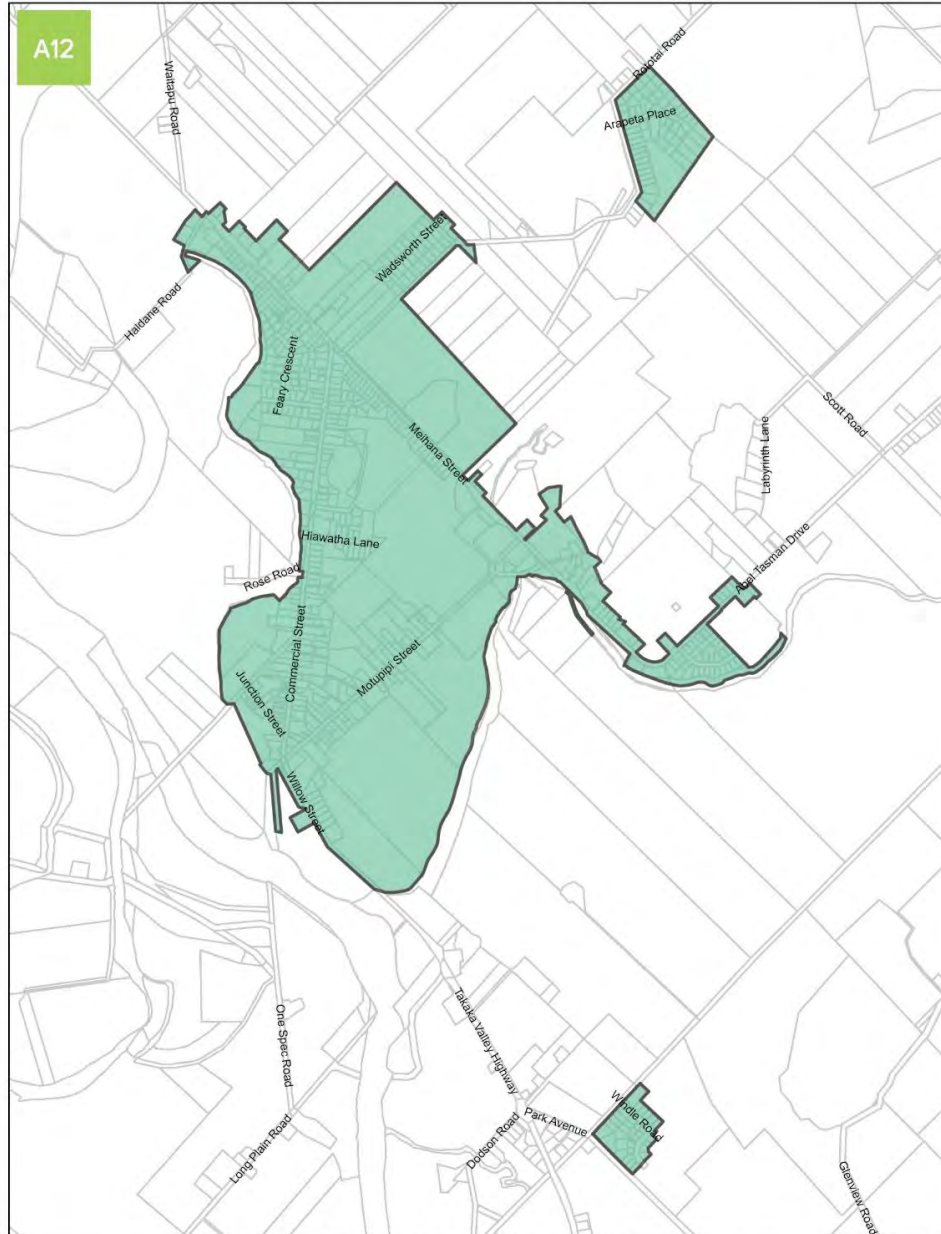 A12
Waitapu Road
Rototai Road
Arapeta Place
Wadsworth Street
Haldane Road
Feary Crescent
Meihana Street
Scott Road
Labyrinth Lane
Hiawatha Lane
Abel Tasman Drive
Rose Road
Commercial Street
Motupipi Street
Junction Street
Willow Street
Takaka Valley Highway
One Spec Road
Windle Road
Park Avenue
Dodson Road
Long Plain Road
Glenview Road